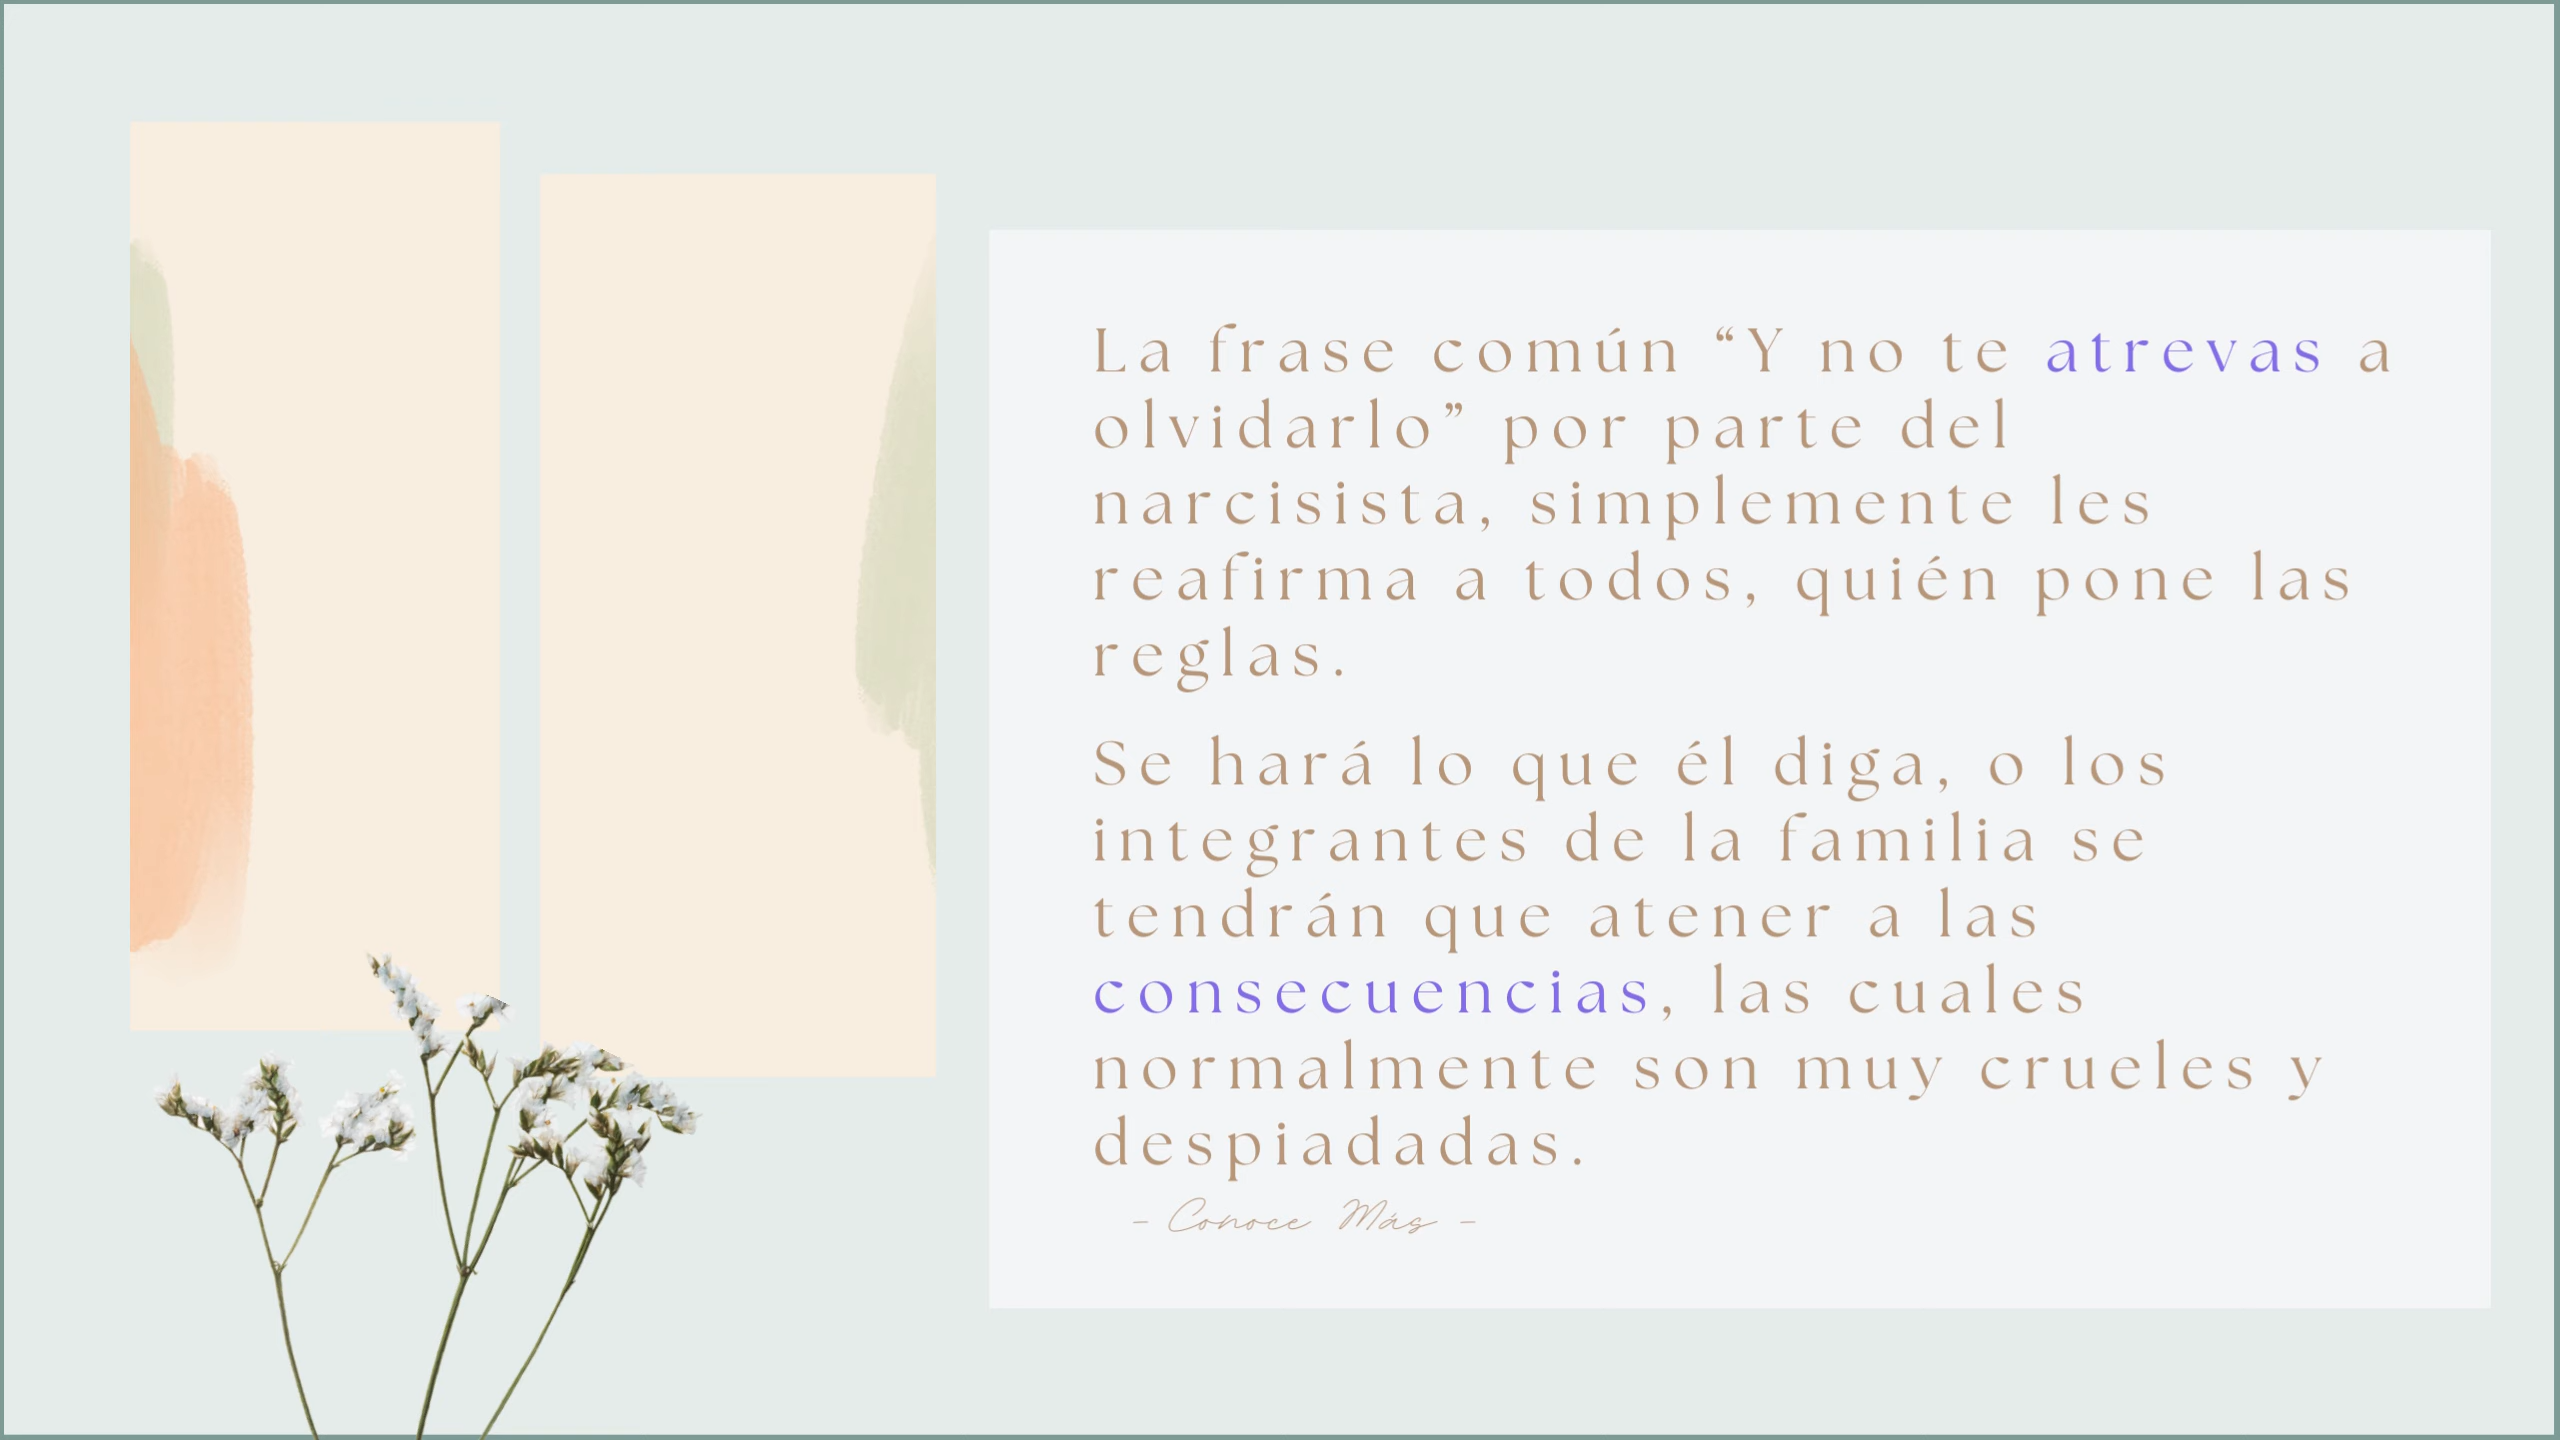 La frase común “Y no te atrevas a
olvidarlo” por parte del
narcisista, simplemente les
reafirma a todos, quién pone las
reglas.
Se hará lo que él diga, o los
integrantes de la familia se
tendrán que atener a las
consecuencias, las cuales
normalmente son muy crueles y
despiadadas.
- Conoce Más -